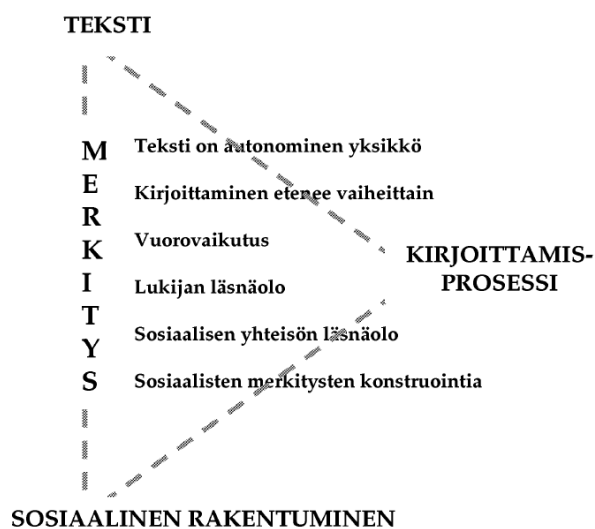 TEKSTI
MERKITYS
Teksti on autonominen yksikkö
Kirjoittaminen etenee vaiheittain
Vuorovaikutus
Lukijan läsnäolo
Sosiaalisen yhteisön läsnäolo
Sosiaalisten merkitysten konstruointia
KIRJOITTAMIS-
PROSESSI
SOSIAALINEN RAKENTUMINEN